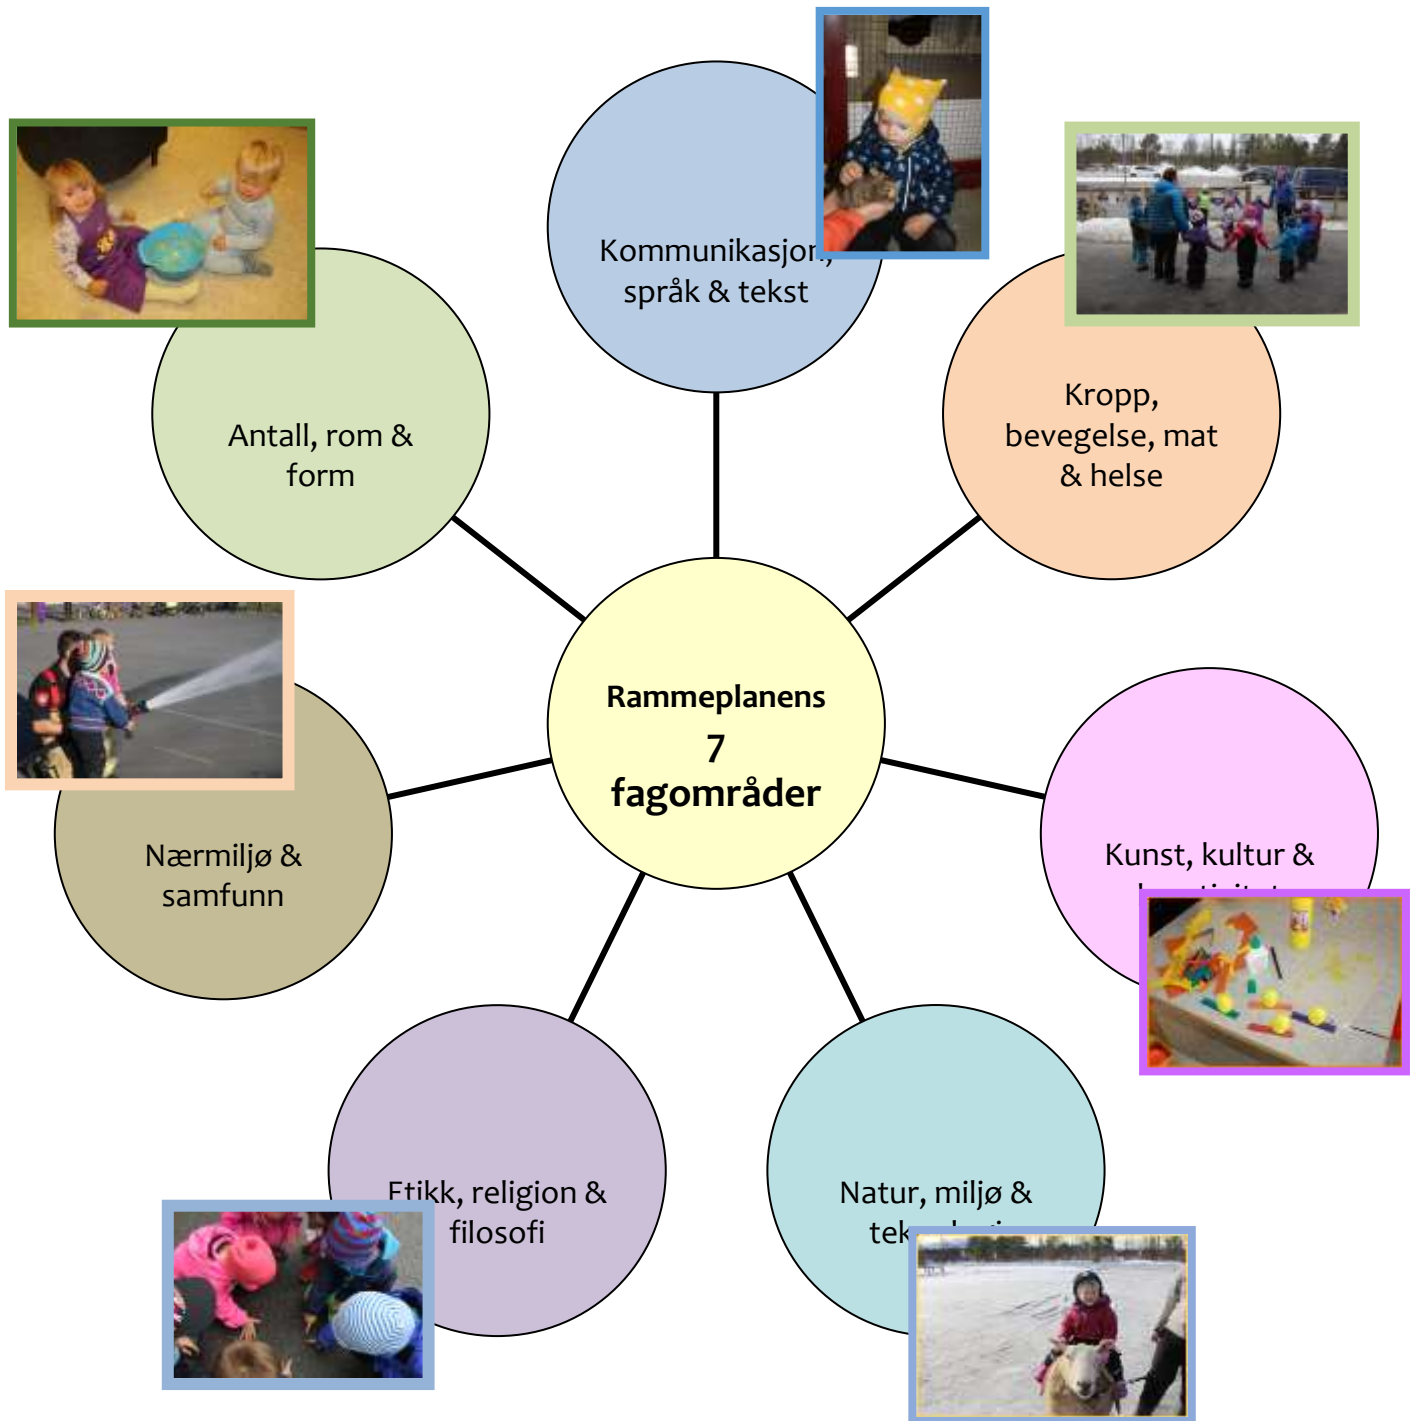 Kommunikasjon,
språk & tekst
Kropp,
bevegelse, mat
& helse
Antall, rom &
form
Rammeplanens
7
fagområder
Kunst, kultur &
Nærmiljø &
samfunn
Etikk, religion &
filosofi
Natur, miljø &